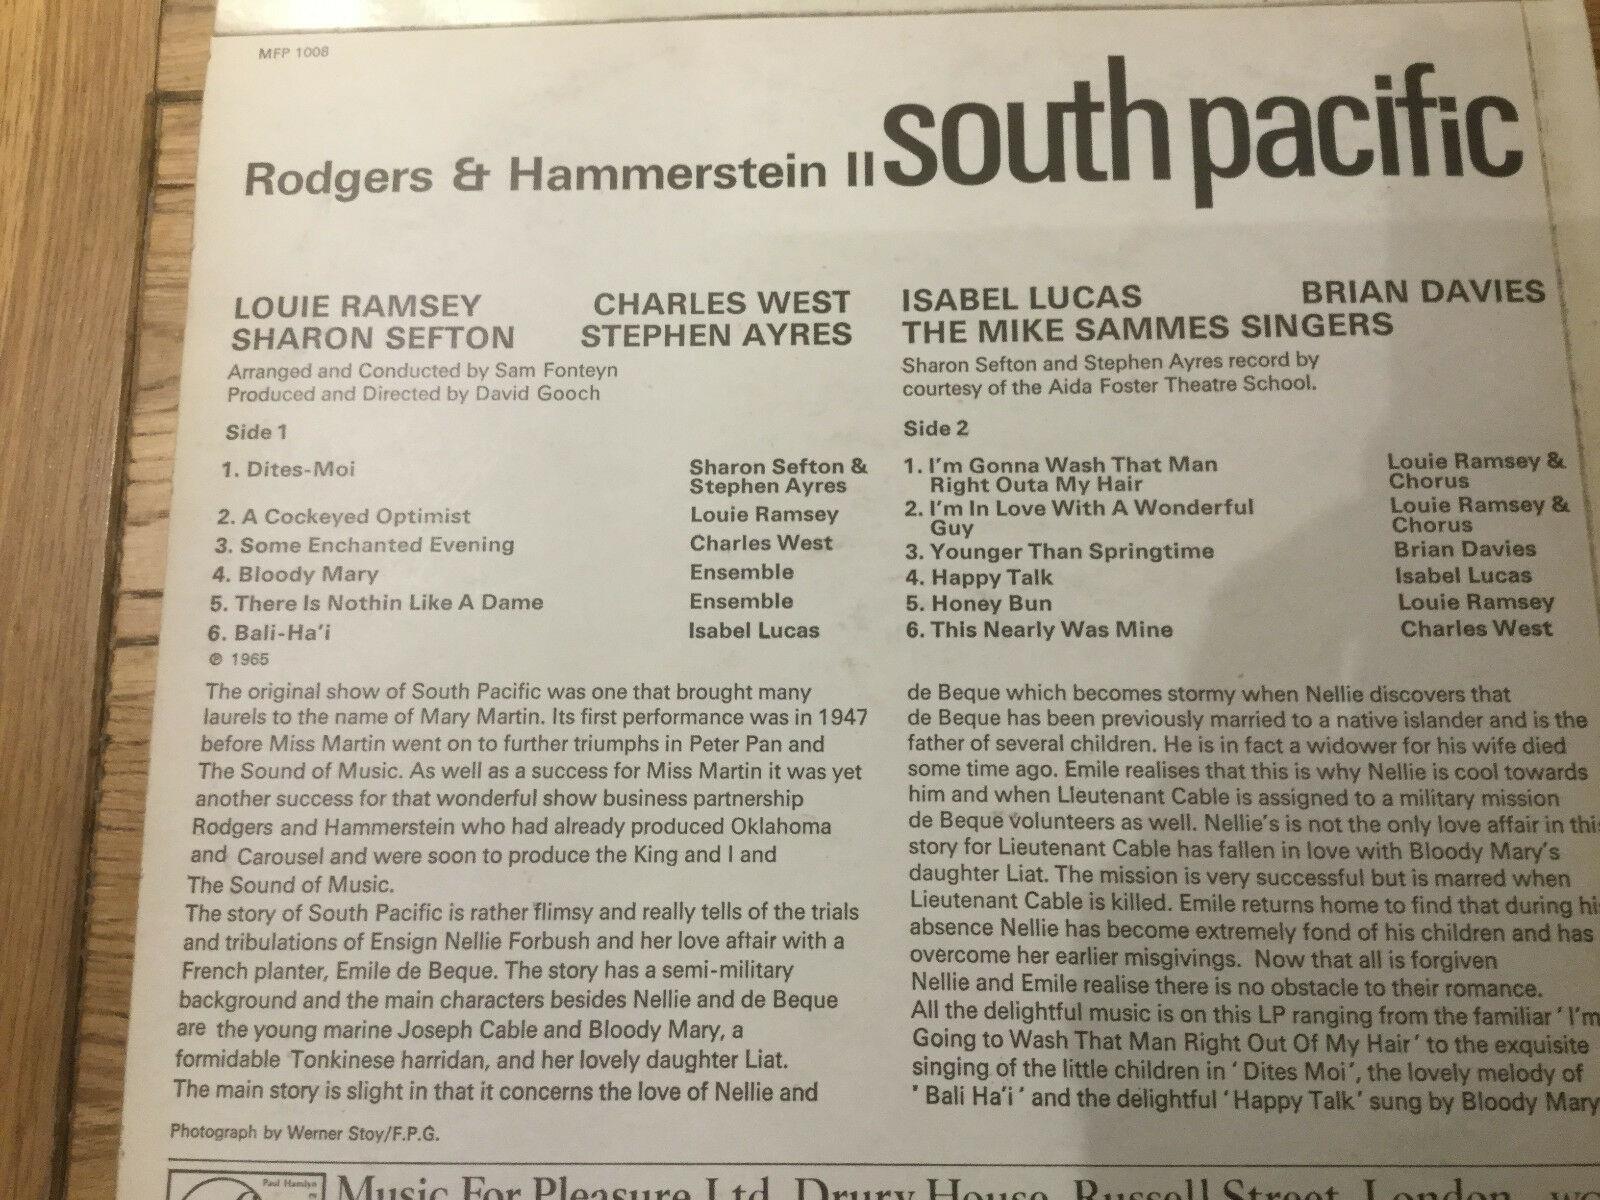 MFP 1008
Rodgers & Hammerstein II south pacific
LOUIE RAMSEY CHARLES WEST ISABEL LUCAS BRIAN DAVIES
SHARON SEFTON STEPHEN AYRES THE MIKE SAMMES SINGERS
Arranged and Conducted by Sam Fonteyn
Produced and Directed by David Gooch
Sharon Sefton and Stephen Ayres record by
courtesy of the Aida Foster Theatre School.
Side 1
1. Dites-Moi Sharon Sefton &
Stephen Ayres
2. A Cockeyed Optimist Louie Ramsey
3. Some Enchanted Evening Charles West
4. Bloody Mary Ensemble
5. There Is Nothin Like A Dame Ensemble
6. Bali-Ha'i Isabel Lucas
℗ 1965
Side 2
1. I'm Gonna Wash That Man Louie Ramsey &
Right Outa My Hair Chorus
2. I'm In Love With A Wonderful Louie Ramsey &
Guy Chorus
3. Younger Than Springtime Brian Davies
4. Happy Talk Isabel Lucas
5. Honey Bun Louie Ramsey
6. This Nearly Was Mine Charles West
The original show of South Pacific was one that brought many
laurels to the name of Mary Martin. Its first performance was in 1947
before Miss Martin went on to further triumphs in Peter Pan and
The Sound of Music. As well as a success for Miss Martin it was yet
another success for that wonderful show business partnership
Rodgers and Hammerstein who had already produced Oklahoma
and Carousel and were soon to produce the King and I and
The Sound of Music.
The story of South Pacific is rather flimsy and really tells of the trials
and tribulations of Ensign Nellie Forbush and her love affair with a
French planter, Emile de Beque. The story has a semi-military
background and the main characters besides Nellie and de Beque
are the young marine Joseph Cable and Bloody Mary, a
formidable Tonkinese harridan, and her lovely daughter Liat.
The main story is slight in that it concerns the love of Nellie and
de Beque which becomes stormy when Nellie discovers that
de Beque has been previously married to a native islander and is the
father of several children. He is in fact a widower for his wife died
some time ago. Emile realises that this is why Nellie is cool towards
him and when LIeutenant Cable is assigned to a military mission
de Beque volunteers as well. Nellie's is not the only love affair in this
story for Lieutenant Cable has fallen in love with Bloody Mary's
daughter Liat. The mission is very successful but is marred when
Lieutenant Cable is killed. Emile returns home to find that during hi
absence Nellie has become extremely fond of his children and has
overcome her earlier misgivings. Now that all is forgiven
Nellie and Emile realise there is no obstacle to their romance.
All the delightful music is on this LP ranging from the familiar 'I'm
Going to Wash That Man Right Out Of My Hair' to the exquisite
singing of the little children in 'Dites Moi', the lovely melody of
'Bali Ha'i' and the delightful 'Happy Talk' sung by Bloody Mary
Photograph by Werner Stoy/F.P.G.
Paul Hamlyn
Music For Pleasure Ltd. Drury House, Russell Street, London,